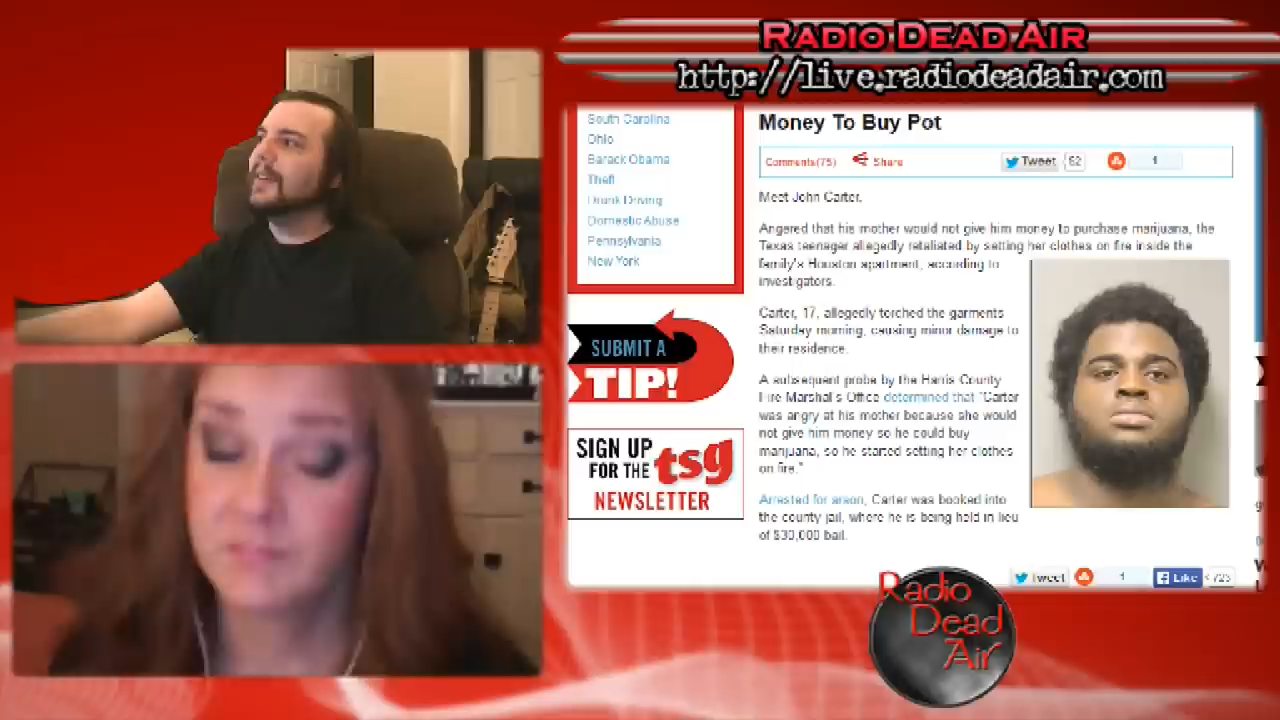 Radio Dead Air
http://live.radiodeadair.com
South Carolina
Ohio
Barack Obama
Theft
Drunk Driving
Domestic Abuse
Pennsylvania
New York
SUBMIT A
TIP!
SIGN UP
FOR THE tsg
NEWSLETTER
Money To Buy Pot
Comments (75) Share Tweet 52 1
Meet John Carter.
Angered that his mother would not give him money to purchase marijuana, the
Texas teenager allegedly retaliated by setting her clothes on fire inside the
family's Houston apartment, according to
investigators.
Carter, 17, allegedly torched the garments
Saturday morning, causing minor damage to
their residence.
A subsequent probe by the Harris County
Fire Marshal's Office determined that "Carter
was angry at his mother because she would
not give him money so he could buy
marijuana, so he started setting her clothes
on fire."
Arrested for arson, Carter was booked into
the county jail, where he is being held in lieu
of $30,000 bail.
Tweet 1 Like 723
Radio
Dead
Air